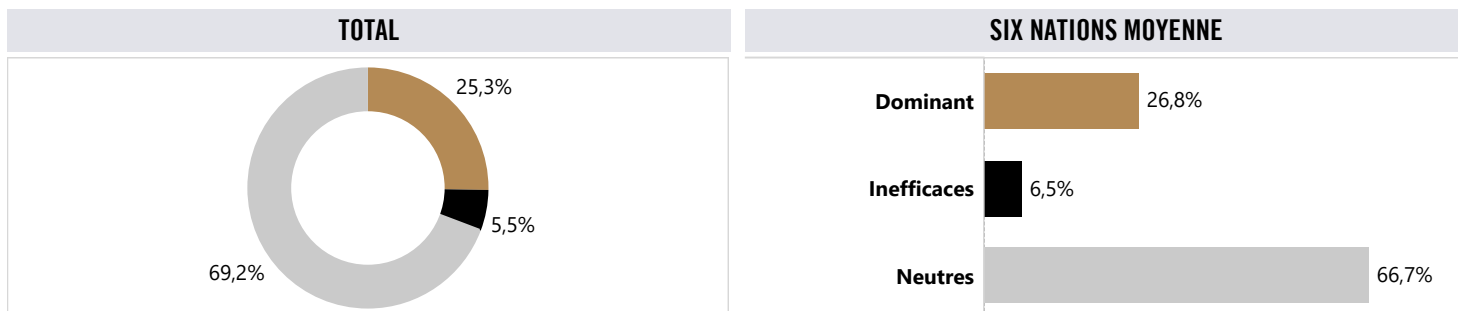 TOTAL
25,3%
5,5%
69,2%
SIX NATIONS MOYENNE
Dominant 26,8%
Inefficaces 6,5%
Neutres 66,7%